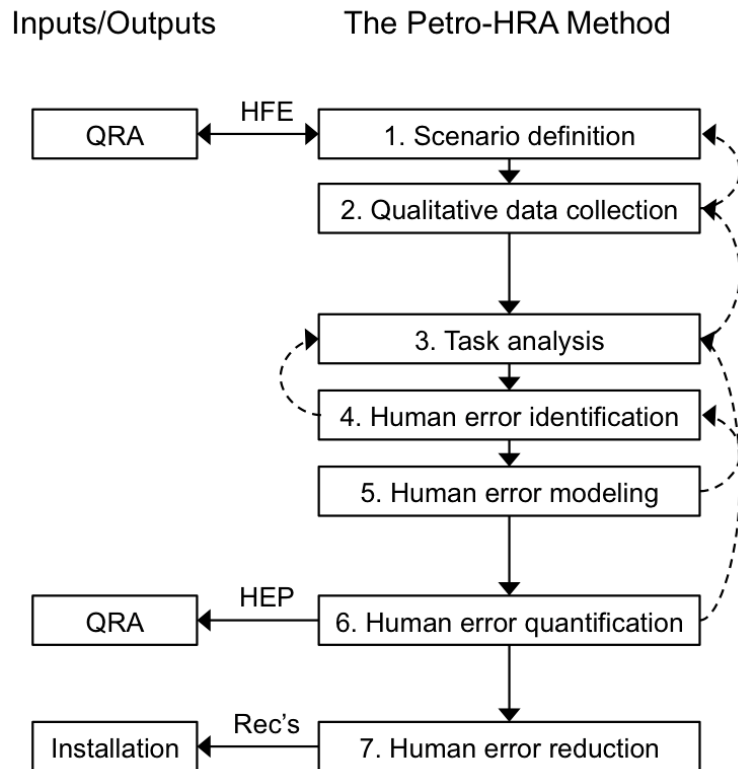 Inputs/Outputs
The Petro-HRA Method
QRA
HFE
1. Scenario definition
2. Qualitative data collection
3. Task analysis
4. Human error identification
5. Human error modeling
QRA
HEP
6. Human error quantification
Installation
Rec's
7. Human error reduction